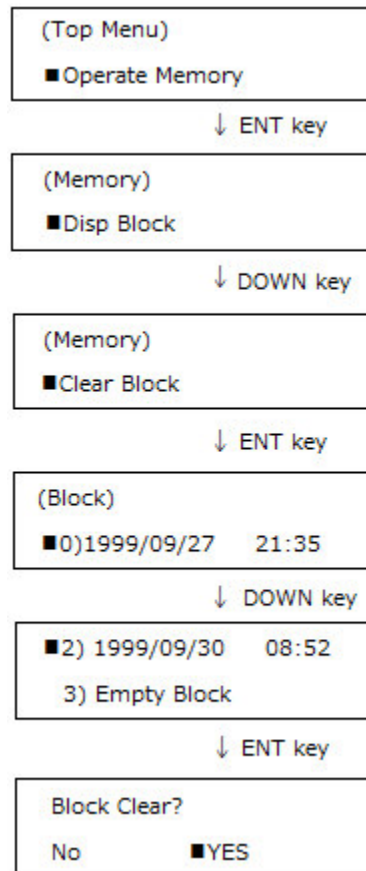 (Top Menu)
■Operate Memory
↓ ENT key
(Memory)
■Disp Block
↓ DOWN key
(Memory)
■Clear Block
↓ ENT key
(Block)
■0)1999/09/27 21:35
↓ DOWN key
■2) 1999/09/30 08:52
3) Empty Block
↓ ENT key
Block Clear?
No ■YES